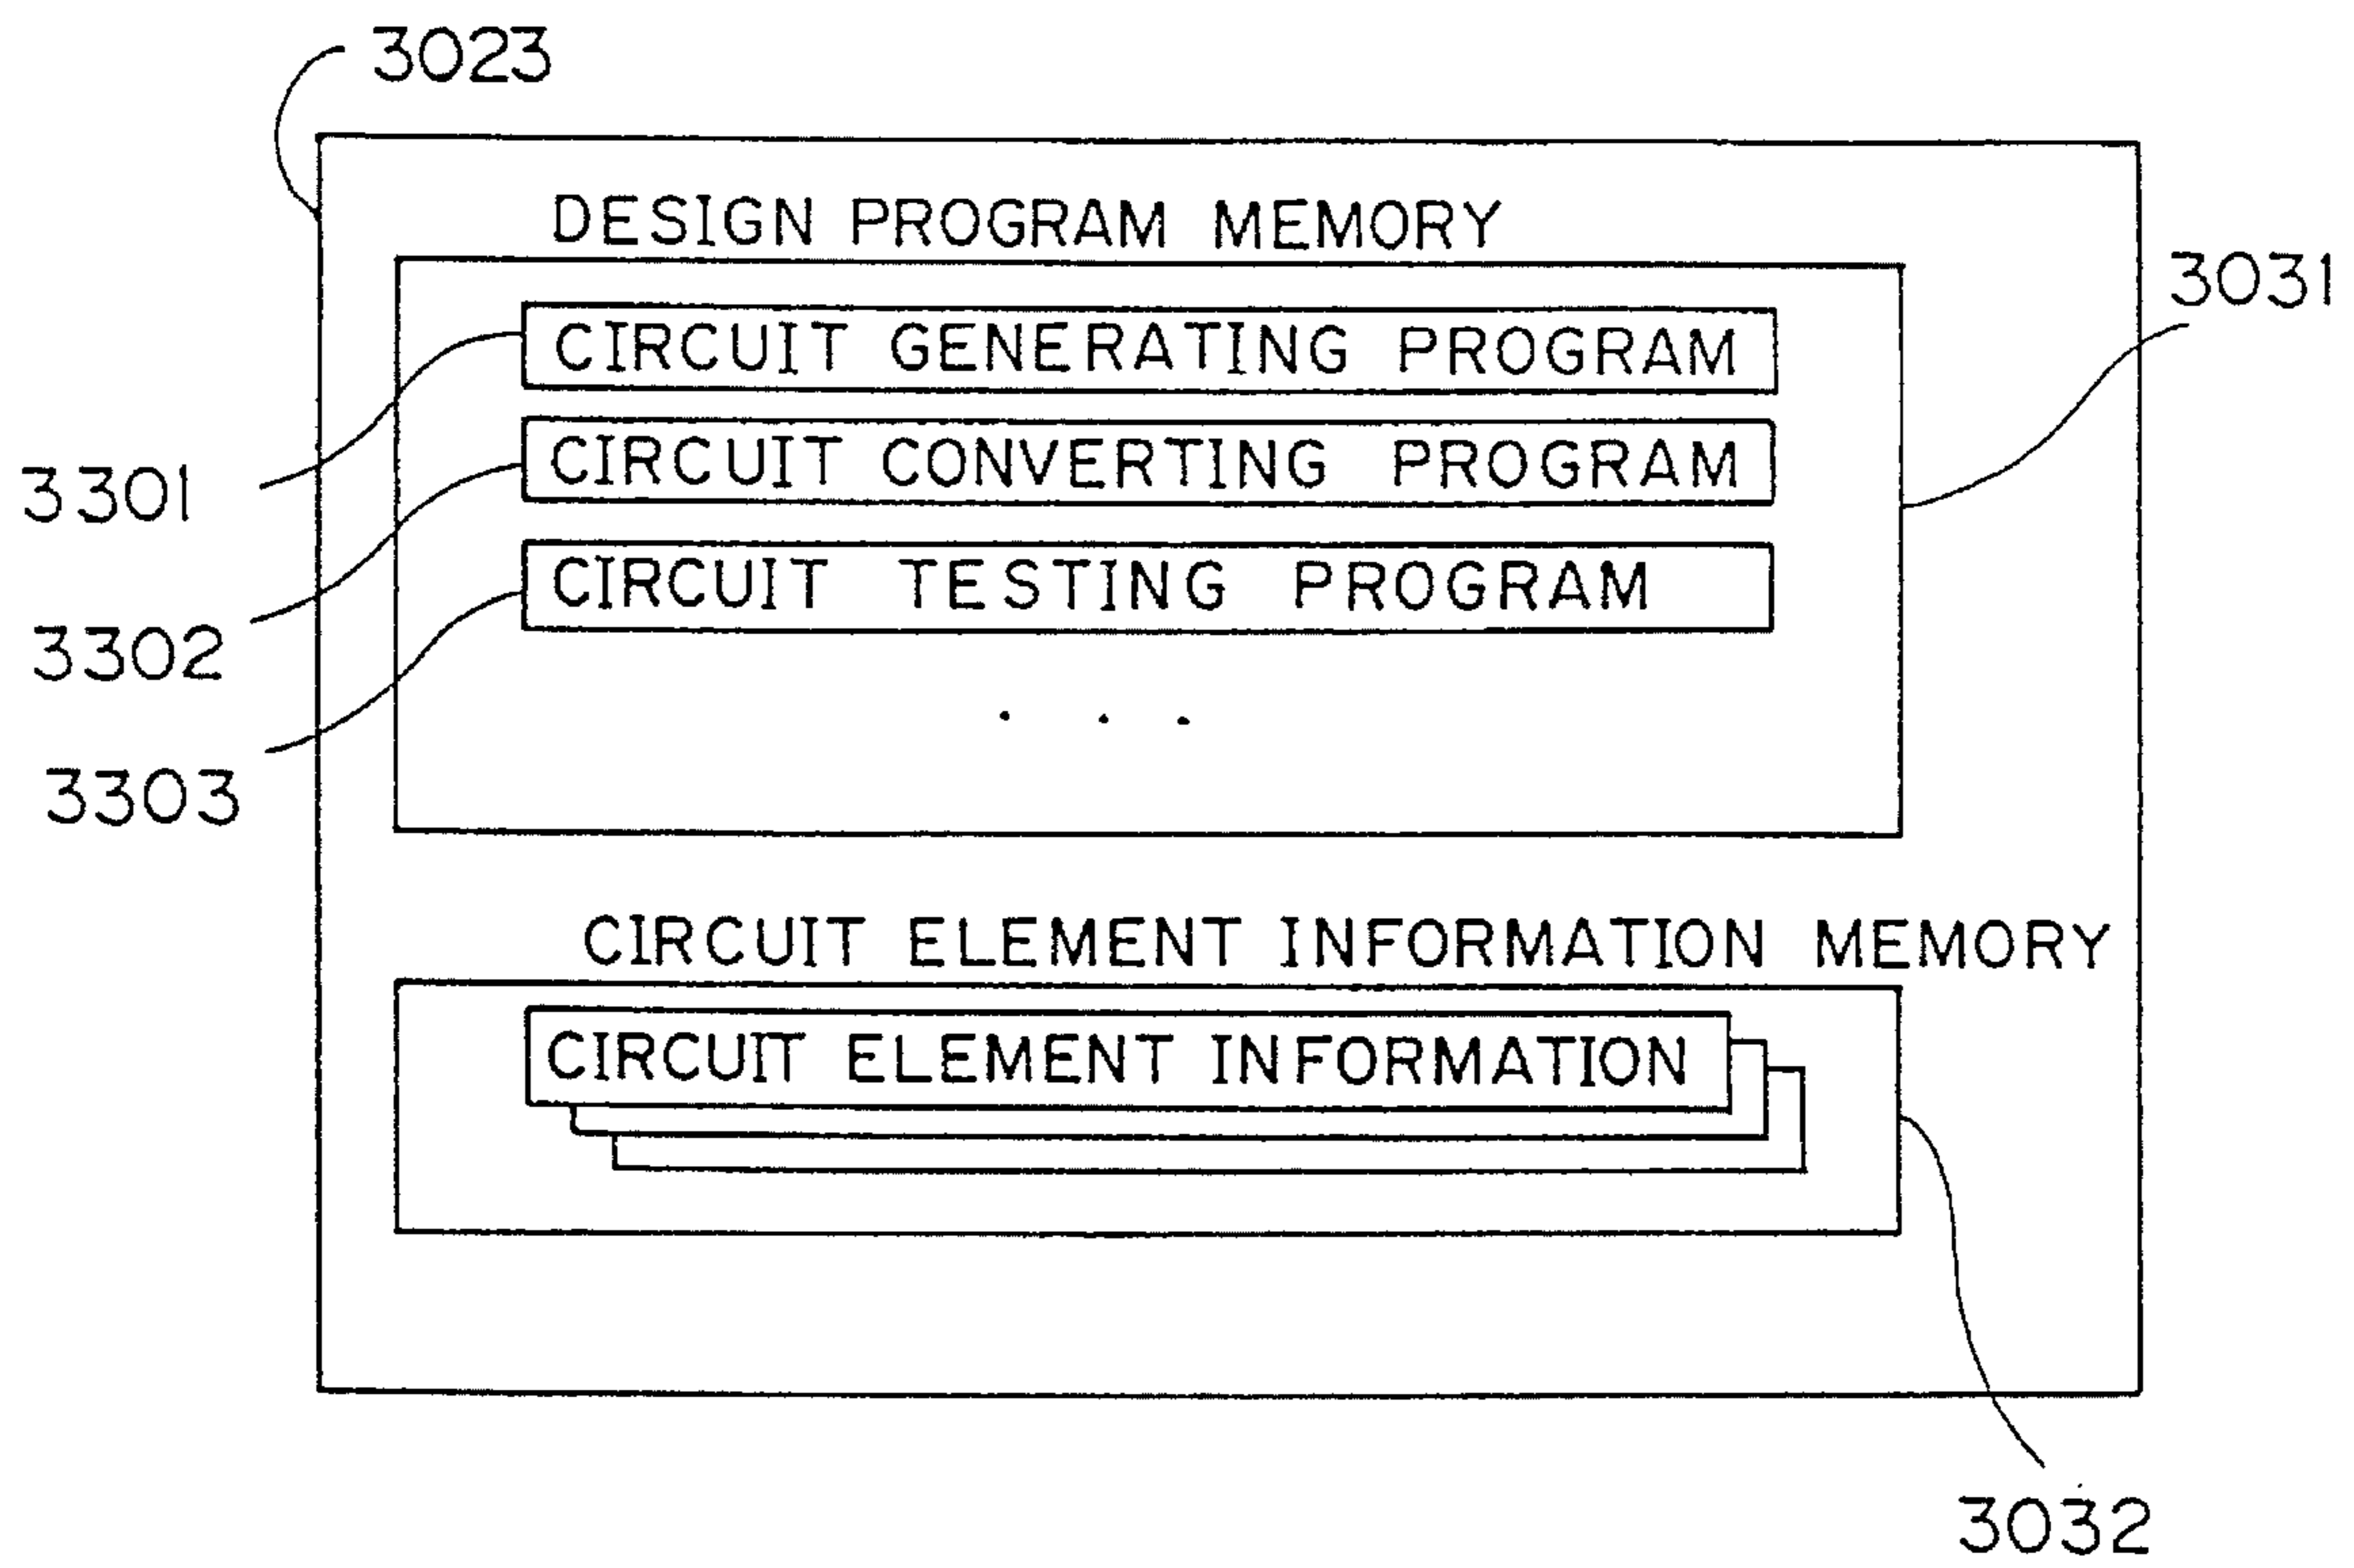 3023
DESIGN PROGRAM MEMORY
3031
CIRCUIT GENERATING PROGRAM
3301
CIRCUIT CONVERTING PROGRAM
3302
CIRCUIT TESTING PROGRAM
3303
. . .
CIRCUIT ELEMENT INFORMATION MEMORY
CIRCUIT ELEMENT INFORMATION
3032